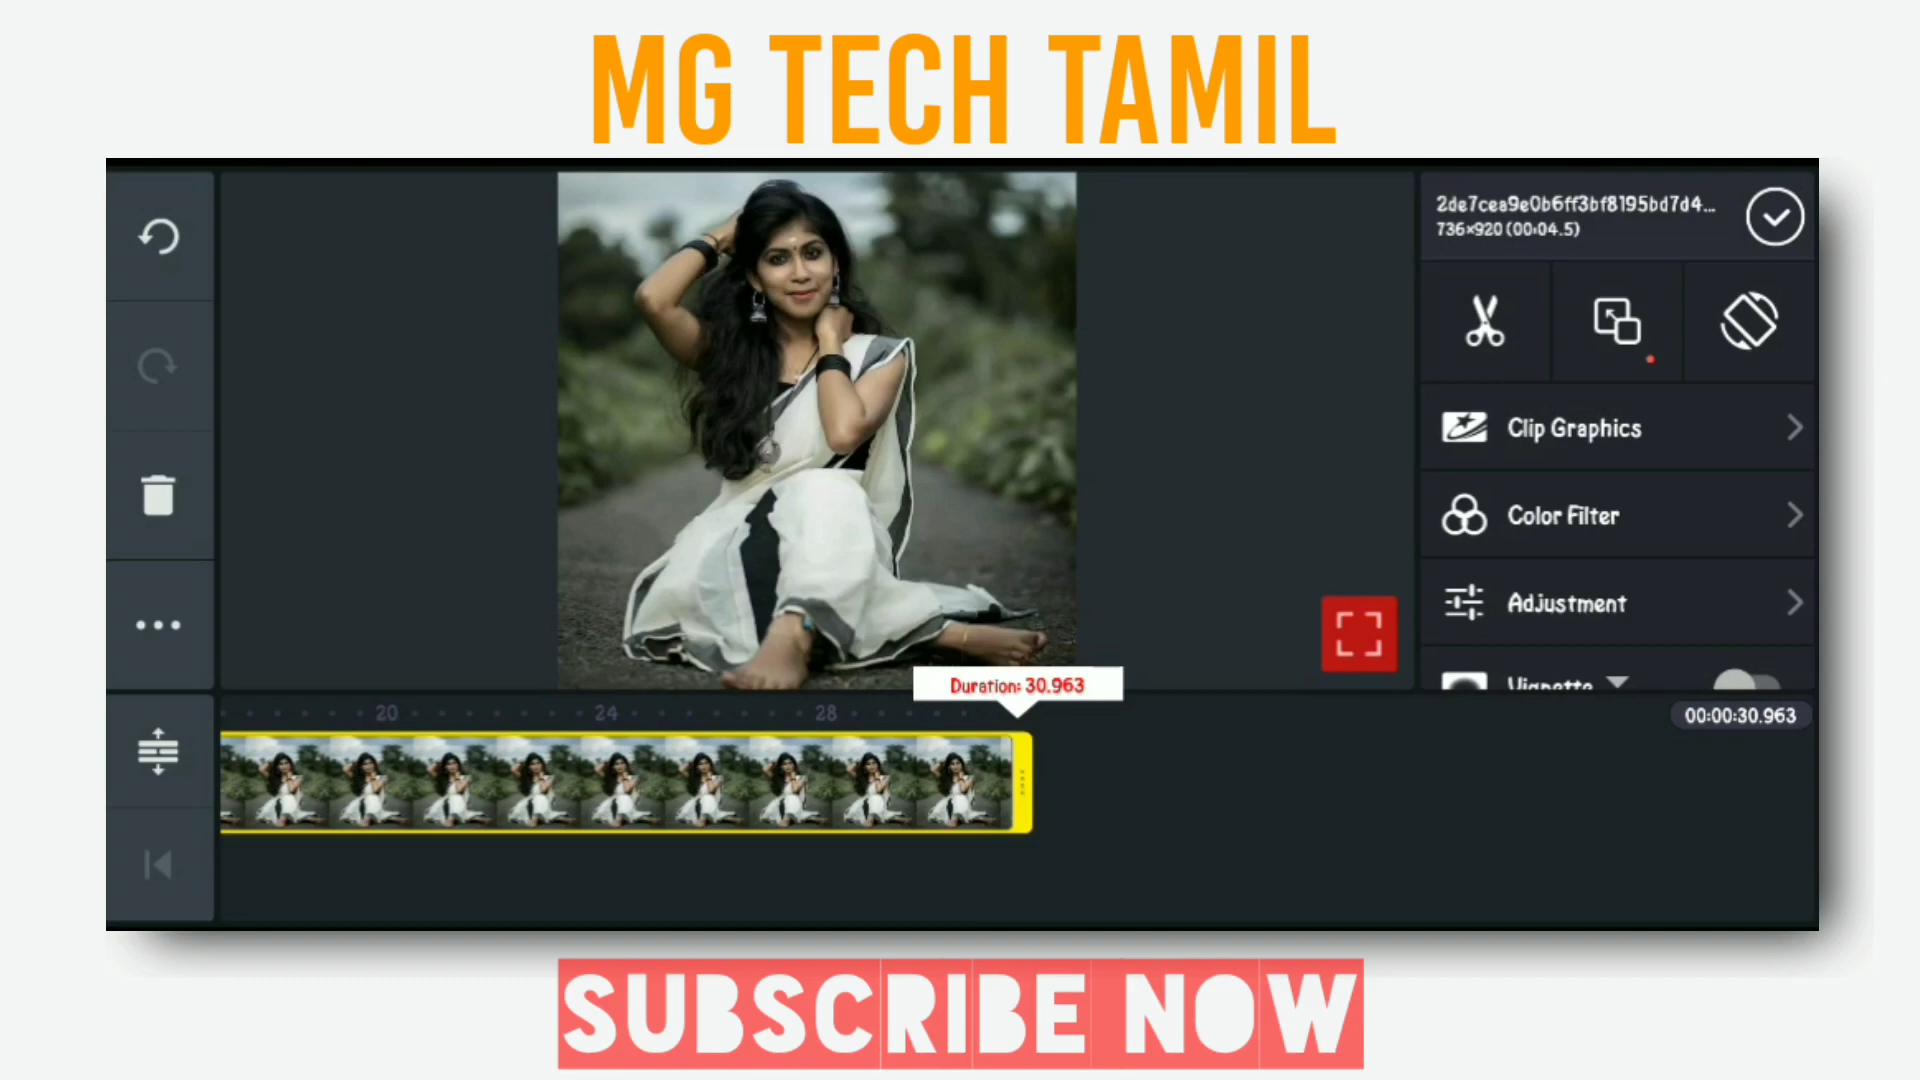 MG TECH TAMIL
2de7cea9e0b6ff3bf8195bd7d4...
736×920 (00:04.5)
Clip Graphics
Color Filter
Adjustment
Vignette
Duration: 30.963
20 24 28
00:00:30.963
SUBSCRIBE NOW